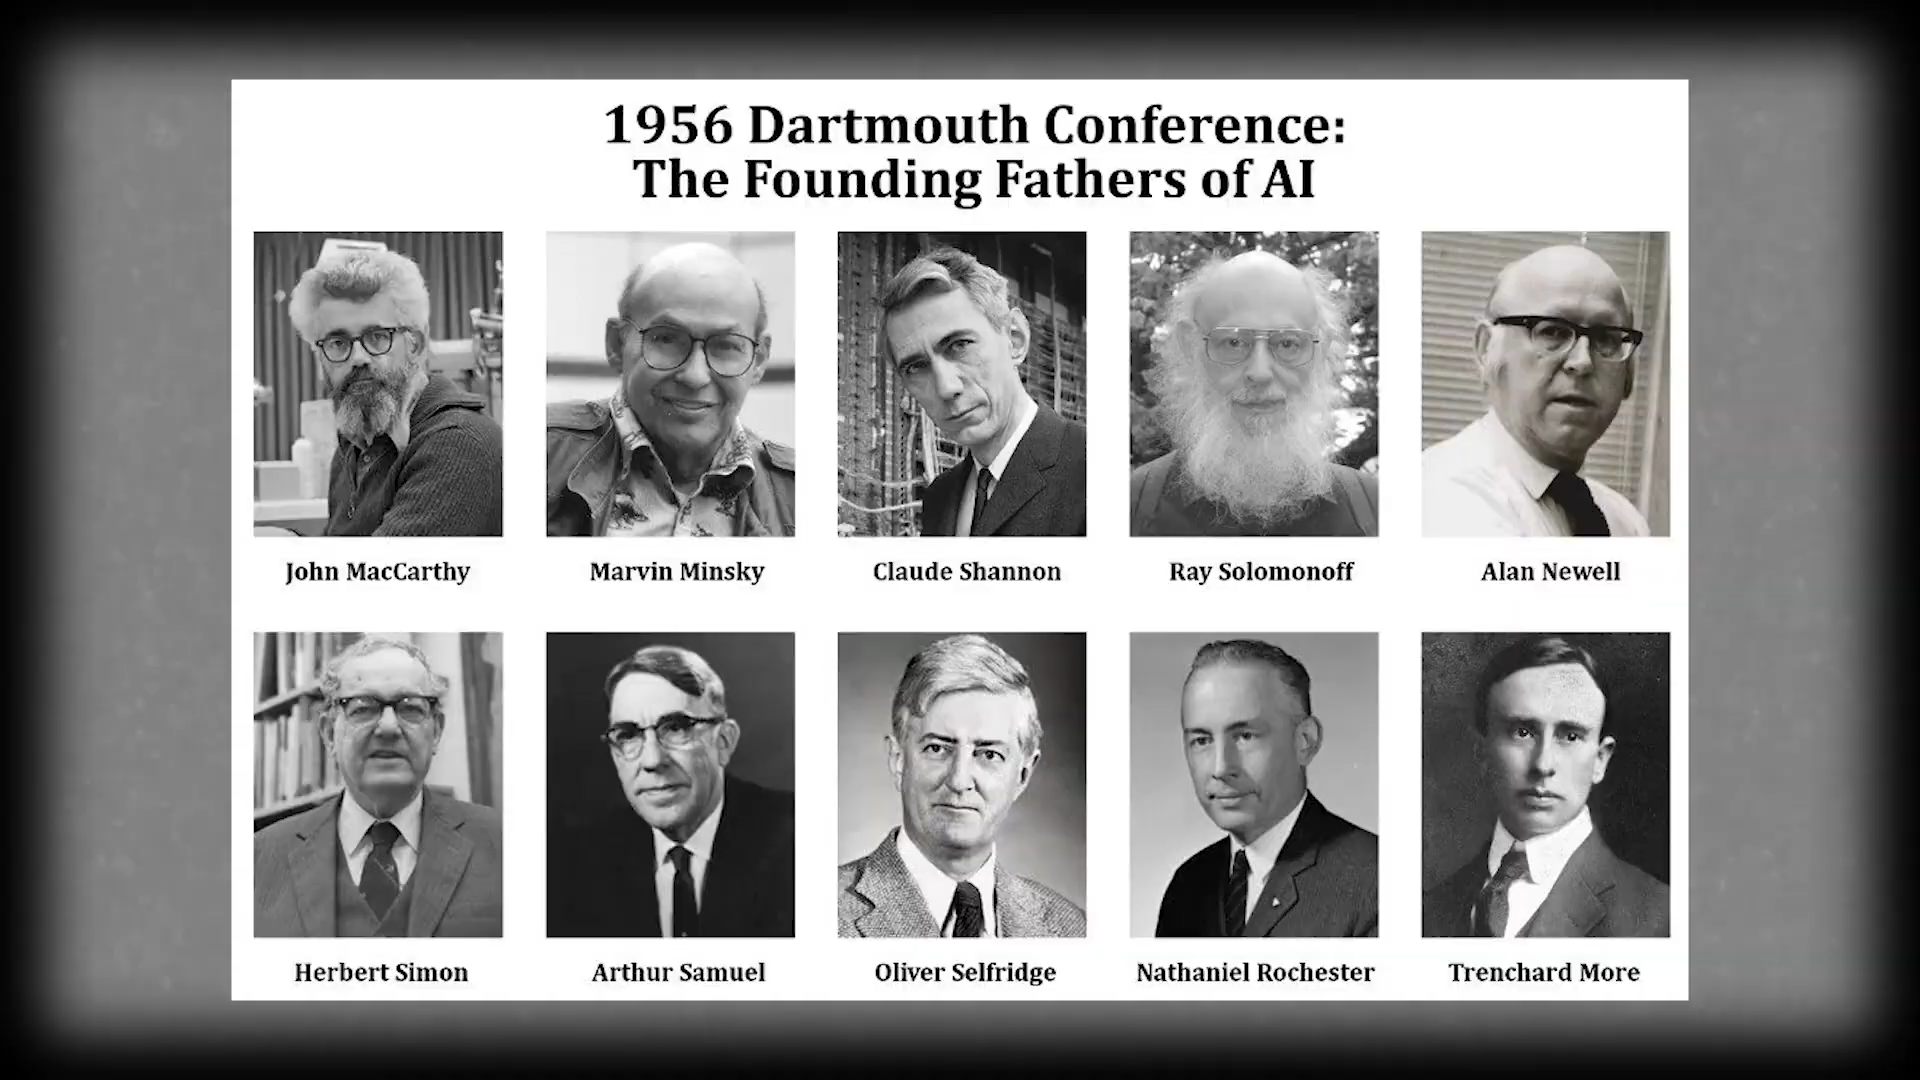 1956 Dartmouth Conference:
The Founding Fathers of AI
John MacCarthy
Marvin Minsky
Claude Shannon
Ray Solomonoff
Alan Newell
Herbert Simon
Arthur Samuel
Oliver Selfridge
Nathaniel Rochester
Trenchard More